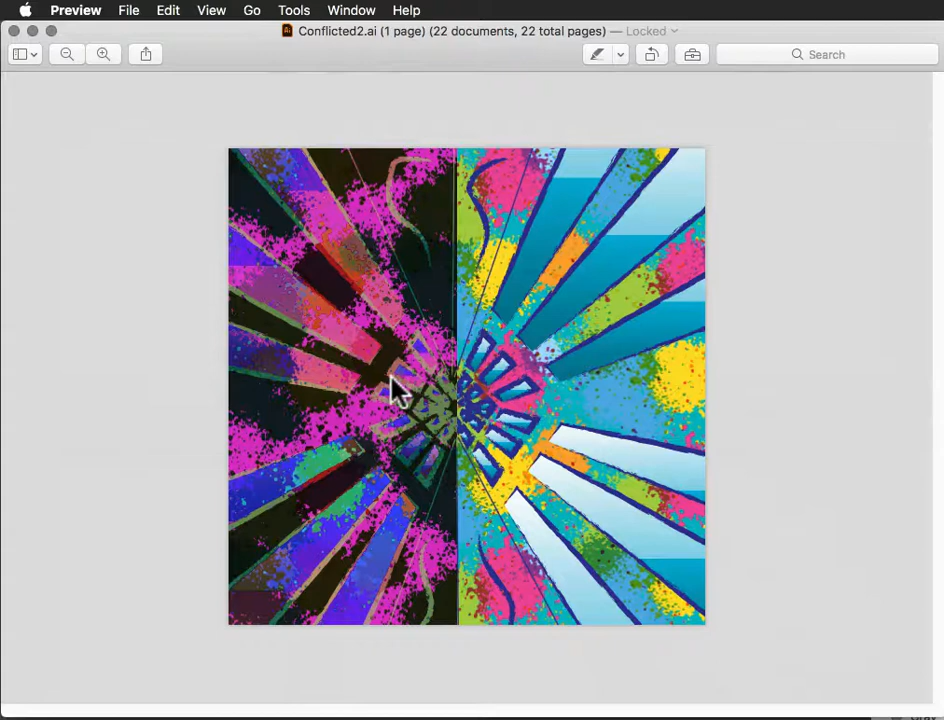 Preview File Edit View Go Tools Window Help
Conflicted2.ai (1 page) (22 documents, 22 total pages) — Locked
Search